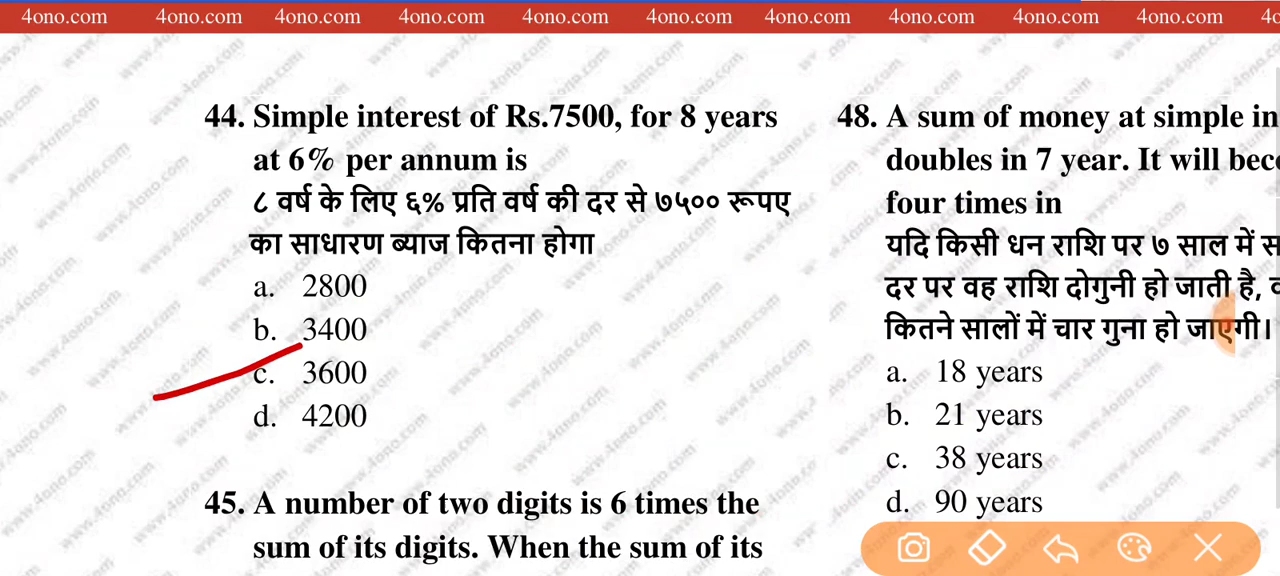 4ono.com 4ono.com 4ono.com 4ono.com 4ono.com 4ono.com 4ono.com 4ono.com 4ono.com 4ono.com
44. Simple interest of Rs.7500, for 8 years
at 6% per annum is
८ वर्ष के लिए ६% प्रति वर्ष की दर से ७५०० रूपए
का साधारण ब्याज कितना होगा
a. 2800
b. 3400
c. 3600
d. 4200
45. A number of two digits is 6 times the
sum of its digits. When the sum of its
48. A sum of money at simple in
doubles in 7 year. It will
four times in
यदि किसी धन राशि पर ७ साल में
दर पर वह राशि दोगुनी हो जाती है,
कितने सालों में चार गुना हो जाएगी।
a. 18 years
b. 21 years
c. 38 years
d. 90 years